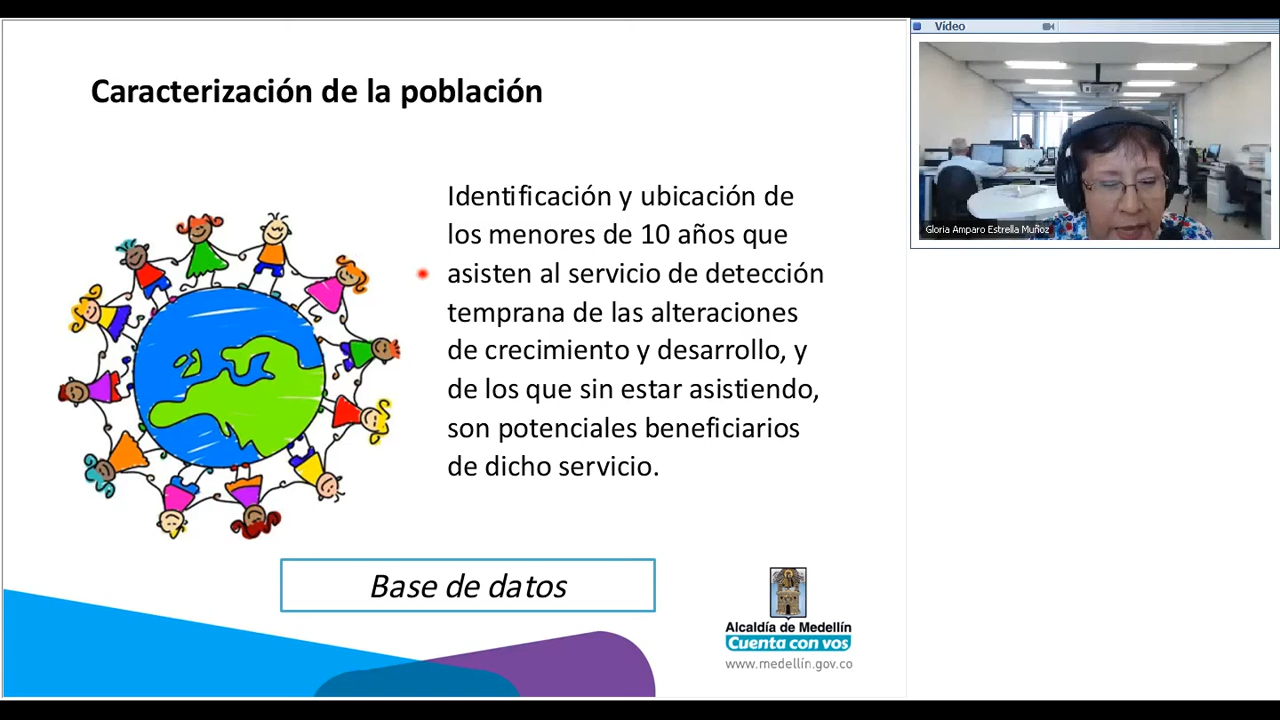 Caracterización de la población
Identificación y ubicación de
los menores de 10 años que
asisten al servicio de detección
temprana de las alteraciones
de crecimiento y desarrollo, y
de los que sin estar asistiendo,
son potenciales beneficiarios
de dicho servicio.
Base de datos
Alcaldía de Medellín
Cuenta con vos
www.medellín.gov.co
Vídeo
Gloria Amparo Estrella Muñoz